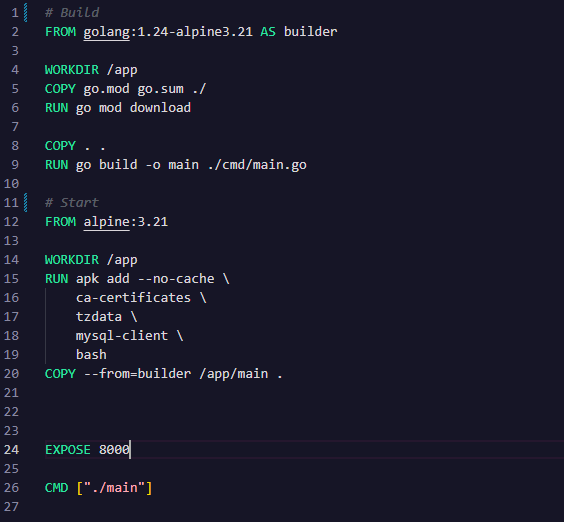 1 # Build
2 FROM golang:1.24-alpine3.21 AS builder
3
4 WORKDIR /app
5 COPY go.mod go.sum ./
6 RUN go mod download
7
8 COPY . .
9 RUN go build -o main ./cmd/main.go
10
11 # Start
12 FROM alpine:3.21
13
14 WORKDIR /app
15 RUN apk add --no-cache \
16     ca-certificates \
17     tzdata \
18     mysql-client \
19     bash
20 COPY --from=builder /app/main .
21
22
23
24 EXPOSE 8000
25
26 CMD ["./main"]
27